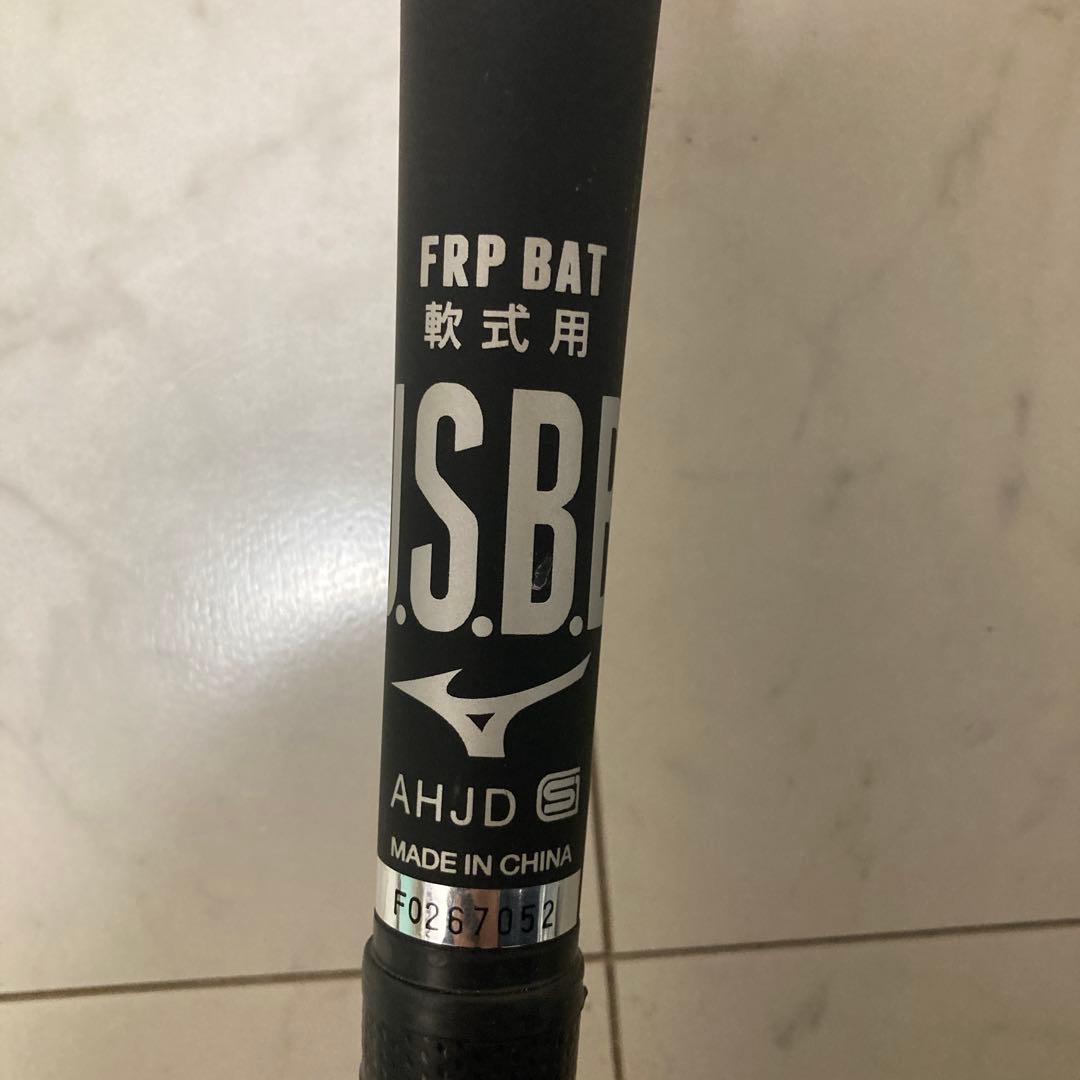 FRP BAT
軟式用
J.S.B.B
AHJD S
MADE IN CHINA
F0267052